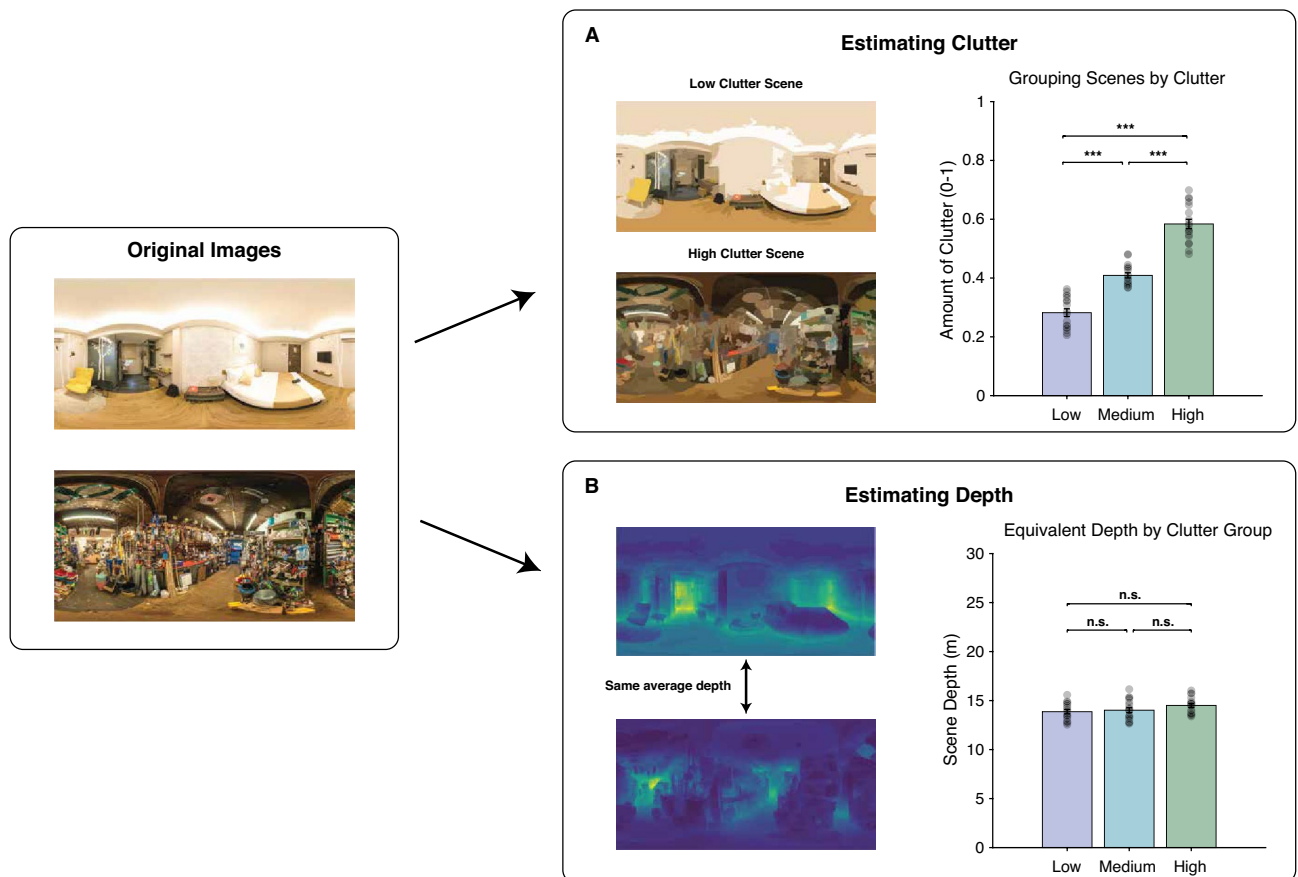 Original Images
A
Estimating Clutter
Low Clutter Scene
High Clutter Scene
Grouping Scenes by Clutter
Amount of Clutter (0-1)
1
0.8
0.6
0.4
0.2
0
***
***
***
Low
Medium
High
B
Estimating Depth
Same average depth
Equivalent Depth by Clutter Group
Scene Depth (m)
30
25
20
15
10
5
0
n.s.
n.s.
n.s.
Low
Medium
High